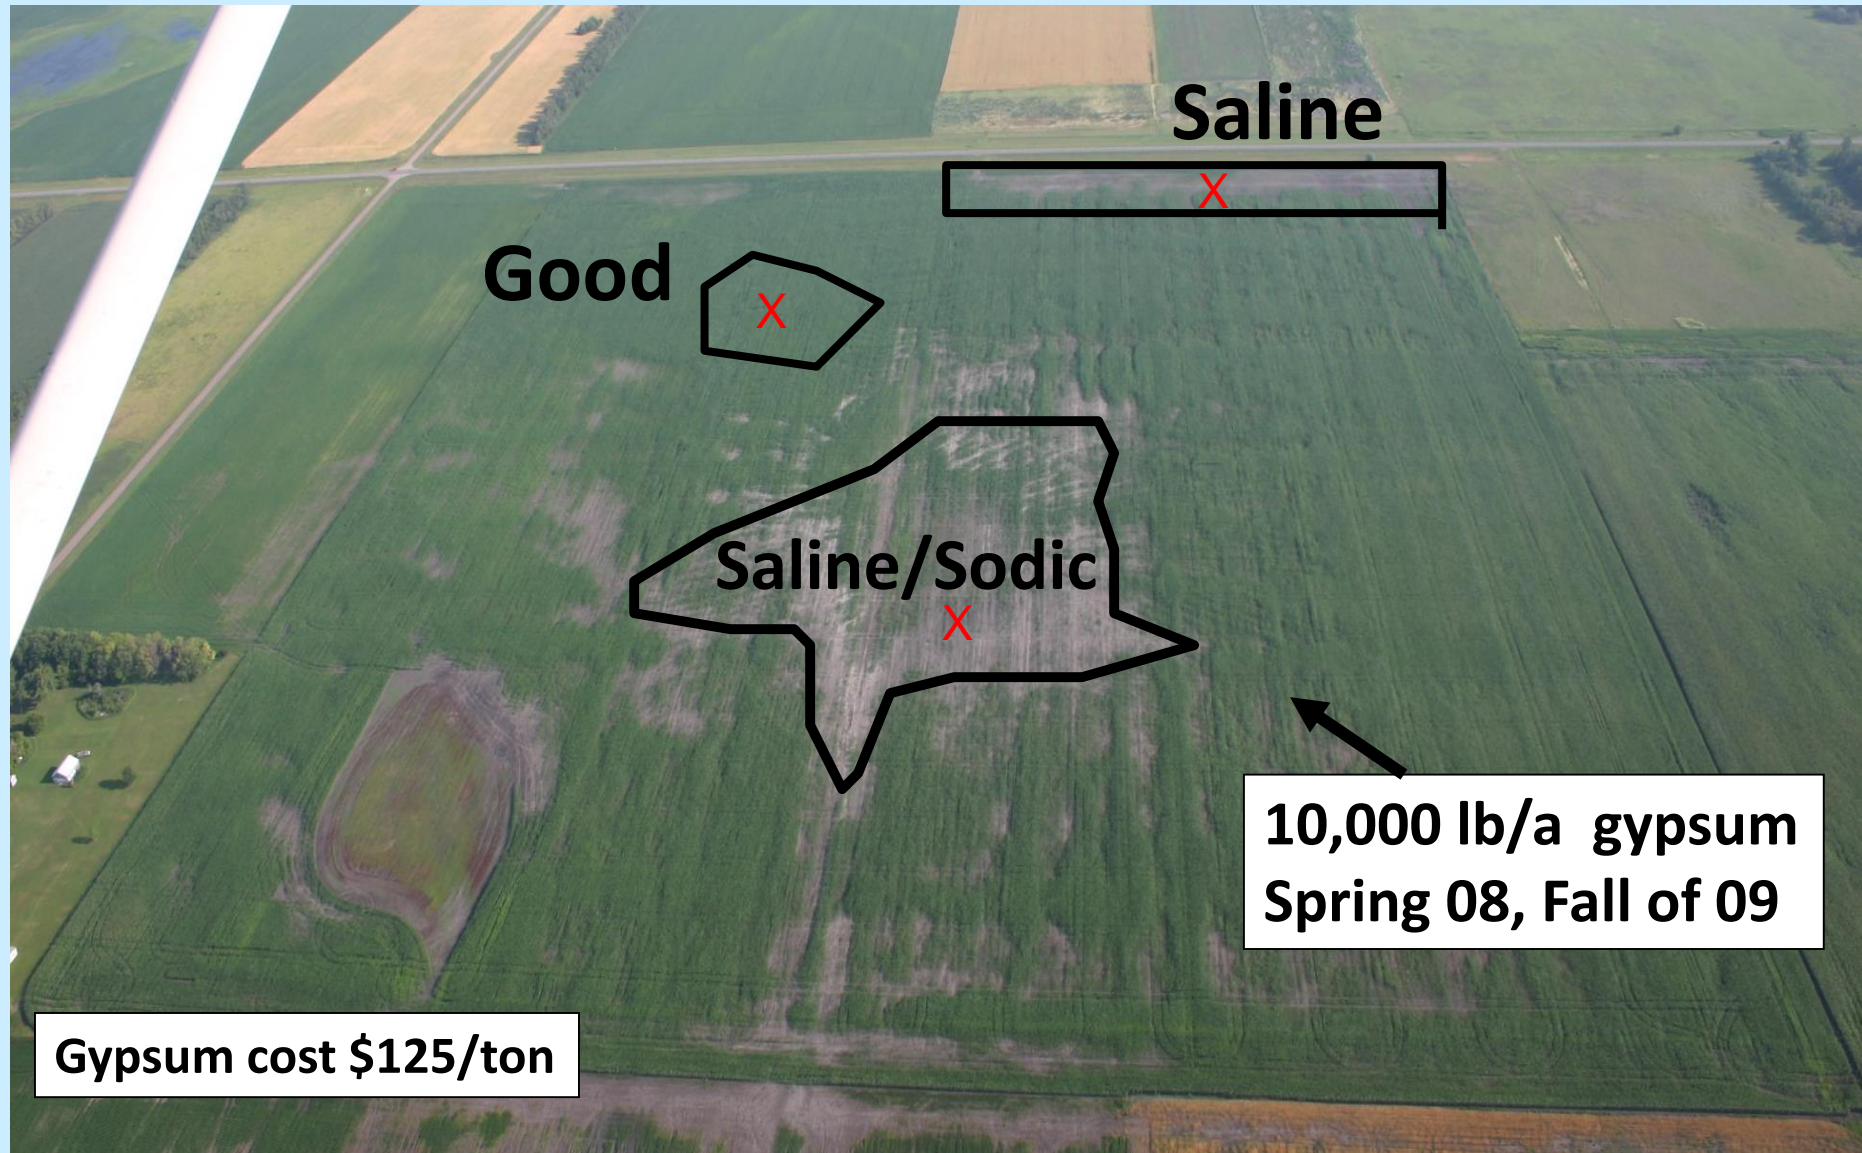 Saline
X
Good
X
Saline/Sodic
X
10,000 lb/a gypsum
Spring 08, Fall of 09
Gypsum cost $125/ton